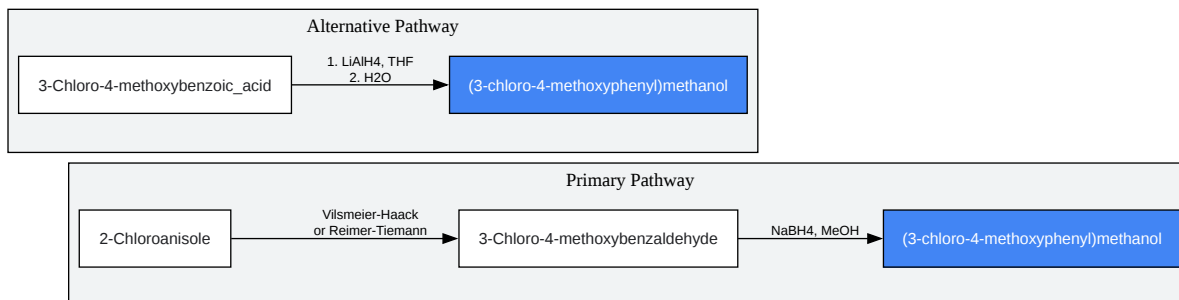 Alternative Pathway
3-Chloro-4-methoxybenzoic_acid
1. LiAlH4, THF
2. H2O
(3-chloro-4-methoxyphenyl)methanol
Primary Pathway
2-Chloroanisole
Vilsmeier-Haack
or Reimer-Tiemann
3-Chloro-4-methoxybenzaldehyde
NaBH4, MeOH
(3-chloro-4-methoxyphenyl)methanol